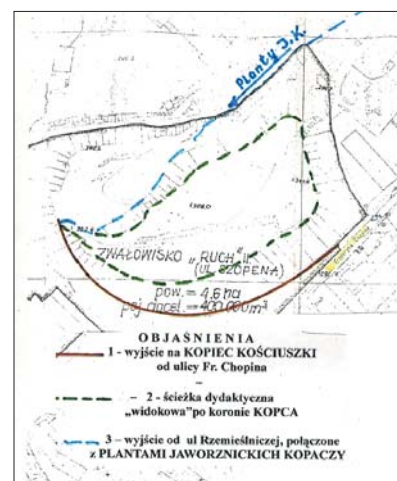 Planty J.K.
ZWAŁOWISKO „RUCH" II
(UL. SZOPENA)
pow. = 4,6 ha
poj. docel. = 400.000 m³
OBJAŚNIENIA
1 - wyjście na KOPIEC KOŚCIUSZKI
od ulicy Fr. Chopina
–
– 2 - ścieżka dydaktyczna
„widokowa"po koronie KOPCA
3 – wyjście od ul Rzemieślniczej, połączone
z PLANTAMI JAWORZNICKICH KOPACZY